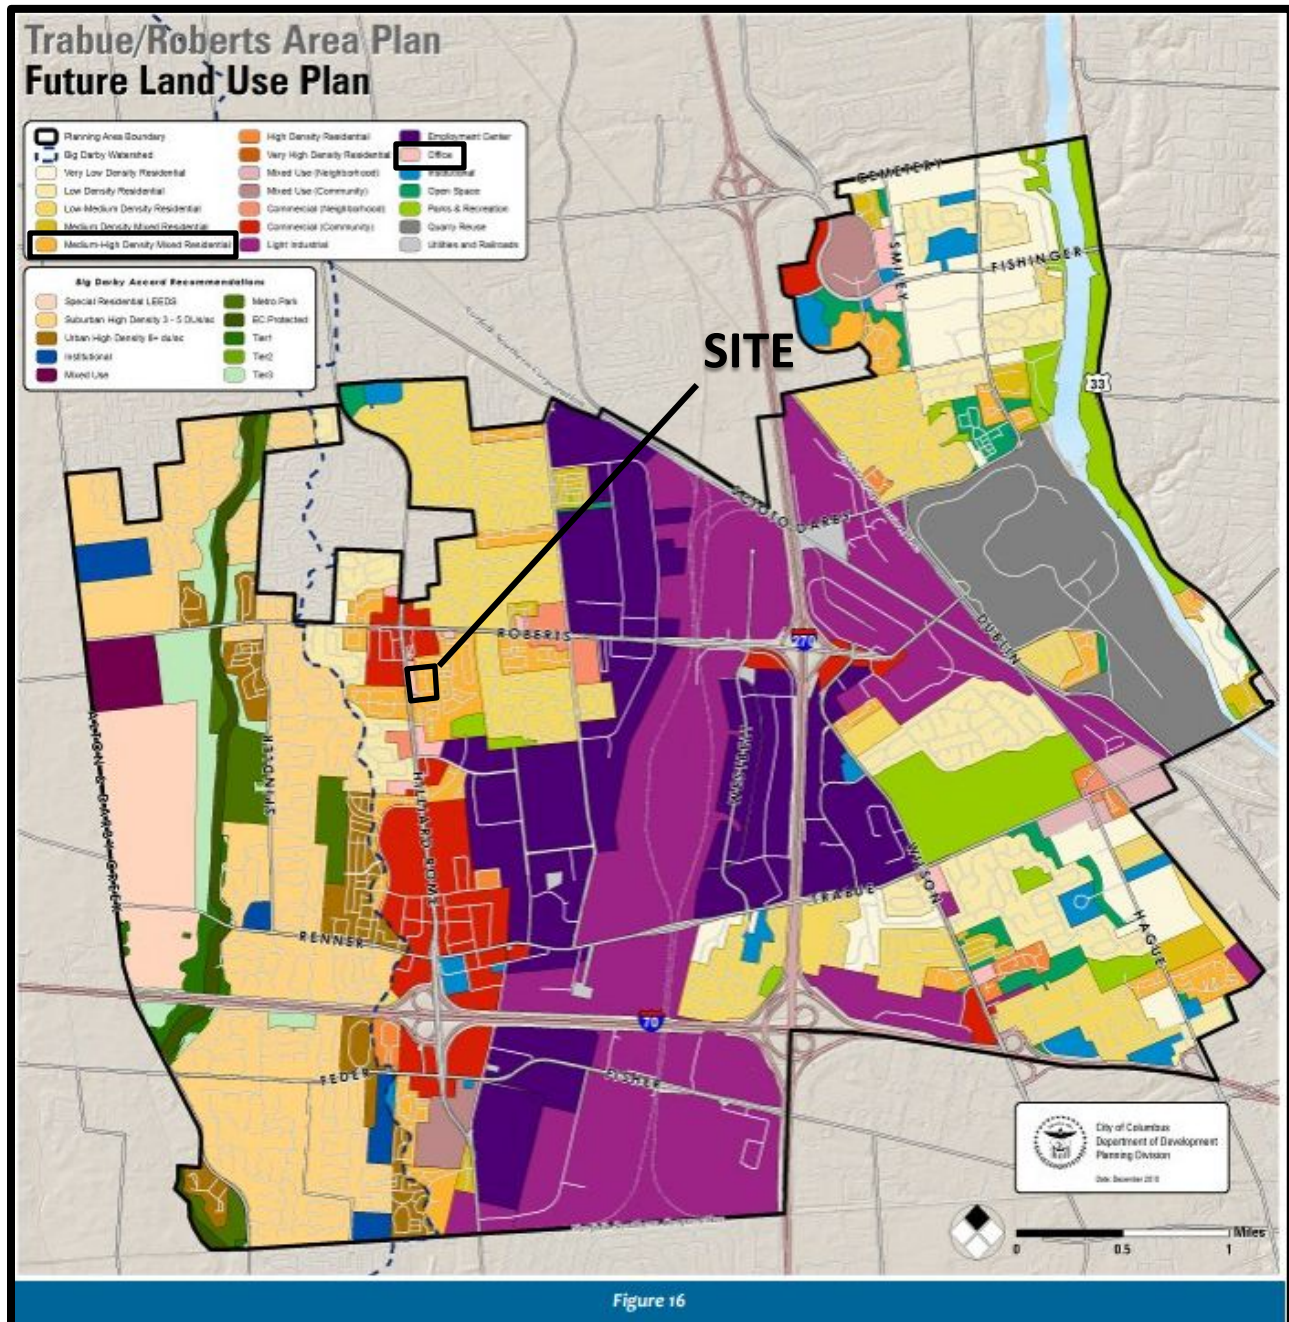 Trabue/Roberts Area Plan
Future Land Use Plan
Planning Area Boundary
Big Darby Watershed
Very Low Density Residential
Low Density Residential
Low-Medium Density Residential
Medium Density Mixed Residential
Medium-High Density Mixed Residential
High Density Residential
Very High Density Residential
Mixed Use (Neighborhood)
Mixed Use (Community)
Commercial (Neighborhood)
Commercial (Community)
Light Industrial
Employment Center
Office
Institutional
Open Space
Parks & Recreation
Quarry Reuse
Utilities and Railroads
Big Darby Accord Recommendations
Special Residential LEEDS
Suburban High Density 3 - 5 DUs/ac
Urban High Density 8+ du/ac
Institutional
Mixed Use
Metro Park
EC Protected
Tier1
Tier2
Tier3
CEMETERY
SMILEY
FISHINGER
33
SITE
SCIOTO DARBY
DUBLIN
ROBERTS
270
SPINDLER
HILLIARD ROME
WESTBELT
WILSON
TRABUE
HAGUE
RENNER
70
FEDER
FISHER
City of Columbus
Department of Development
Planning Division
Date: December 2010
Miles
0 0.5 1
Figure 16